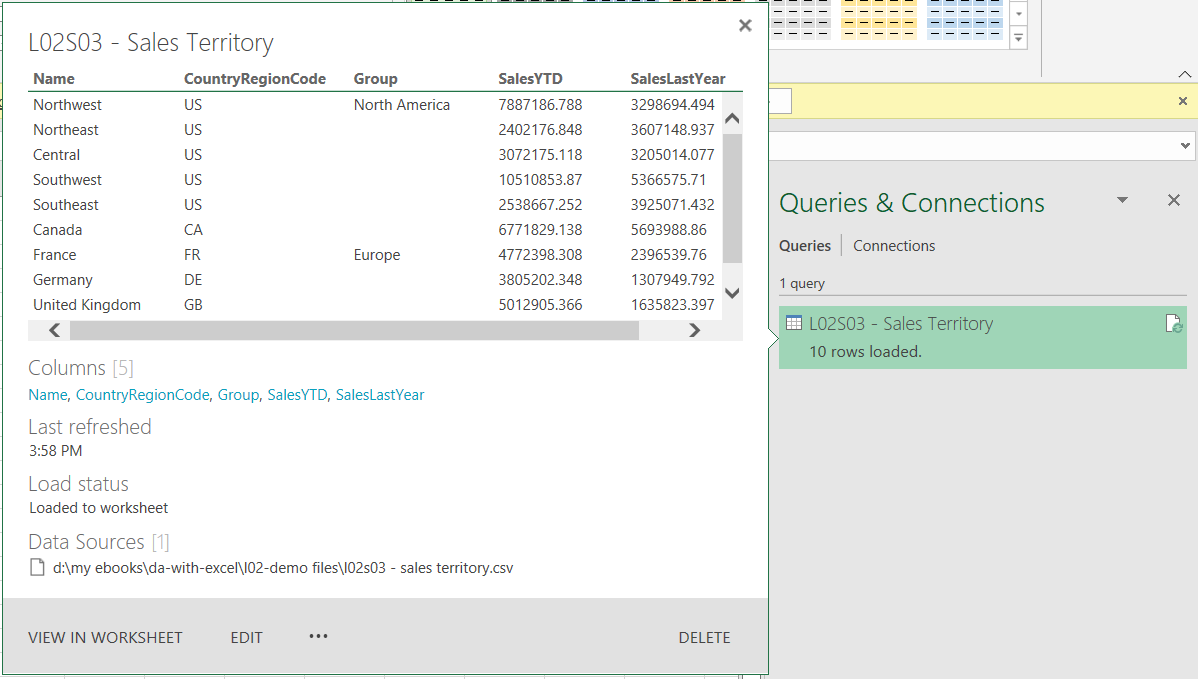 L02S03 - Sales Territory
Name CountryRegionCode Group SalesYTD SalesLastYear
Northwest US North America 7887186.788 3298694.494
Northeast US 2402176.848 3607148.937
Central US 3072175.118 3205014.077
Southwest US 10510853.87 5366575.71
Southeast US 2538667.252 3925071.432
Canada CA 6771829.138 5693988.86
France FR Europe 4772398.308 2396539.76
Germany DE 3805202.348 1307949.792
United Kingdom GB 5012905.366 1635823.397
Columns [5]
Name, CountryRegionCode, Group, SalesYTD, SalesLastYear
Last refreshed
3:58 PM
Load status
Loaded to worksheet
Data Sources [1]
d:\my ebooks\da-with-excel\l02-demo files\l02s03 - sales territory.csv
VIEW IN WORKSHEET EDIT ••• DELETE
Queries & Connections
Queries Connections
1 query
L02S03 - Sales Territory
10 rows loaded.